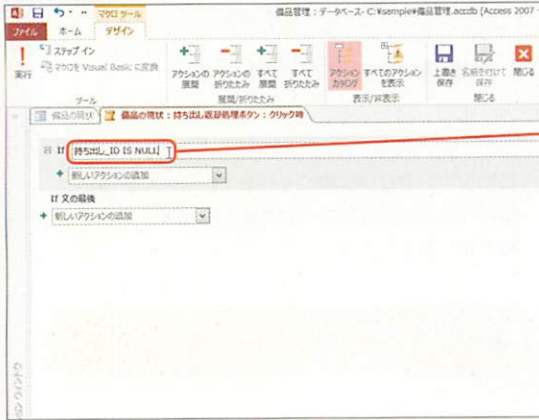 マクロ ツール
備品管理 : データベース- C:¥sample¥備品管理.accdb (Access 2007 -
ファイル ホーム デザイン
ステップ イン
マクロを Visual Basic に変換
実行
アクションの展開 アクションの折りたたみ すべて展開 すべて折りたたみ
アクションカタログ すべてのアクションを表示
上書き保存 名前を付けて保存 閉じる
ツール 展開/折りたたみ 表示/非表示 閉じる
備品の現状 備品の現状 : 持ち出し返却処理ボタン : クリック時
If 持ち出し_ID IS NULL
新しいアクションの追加
If 文の最後
新しいアクションの追加